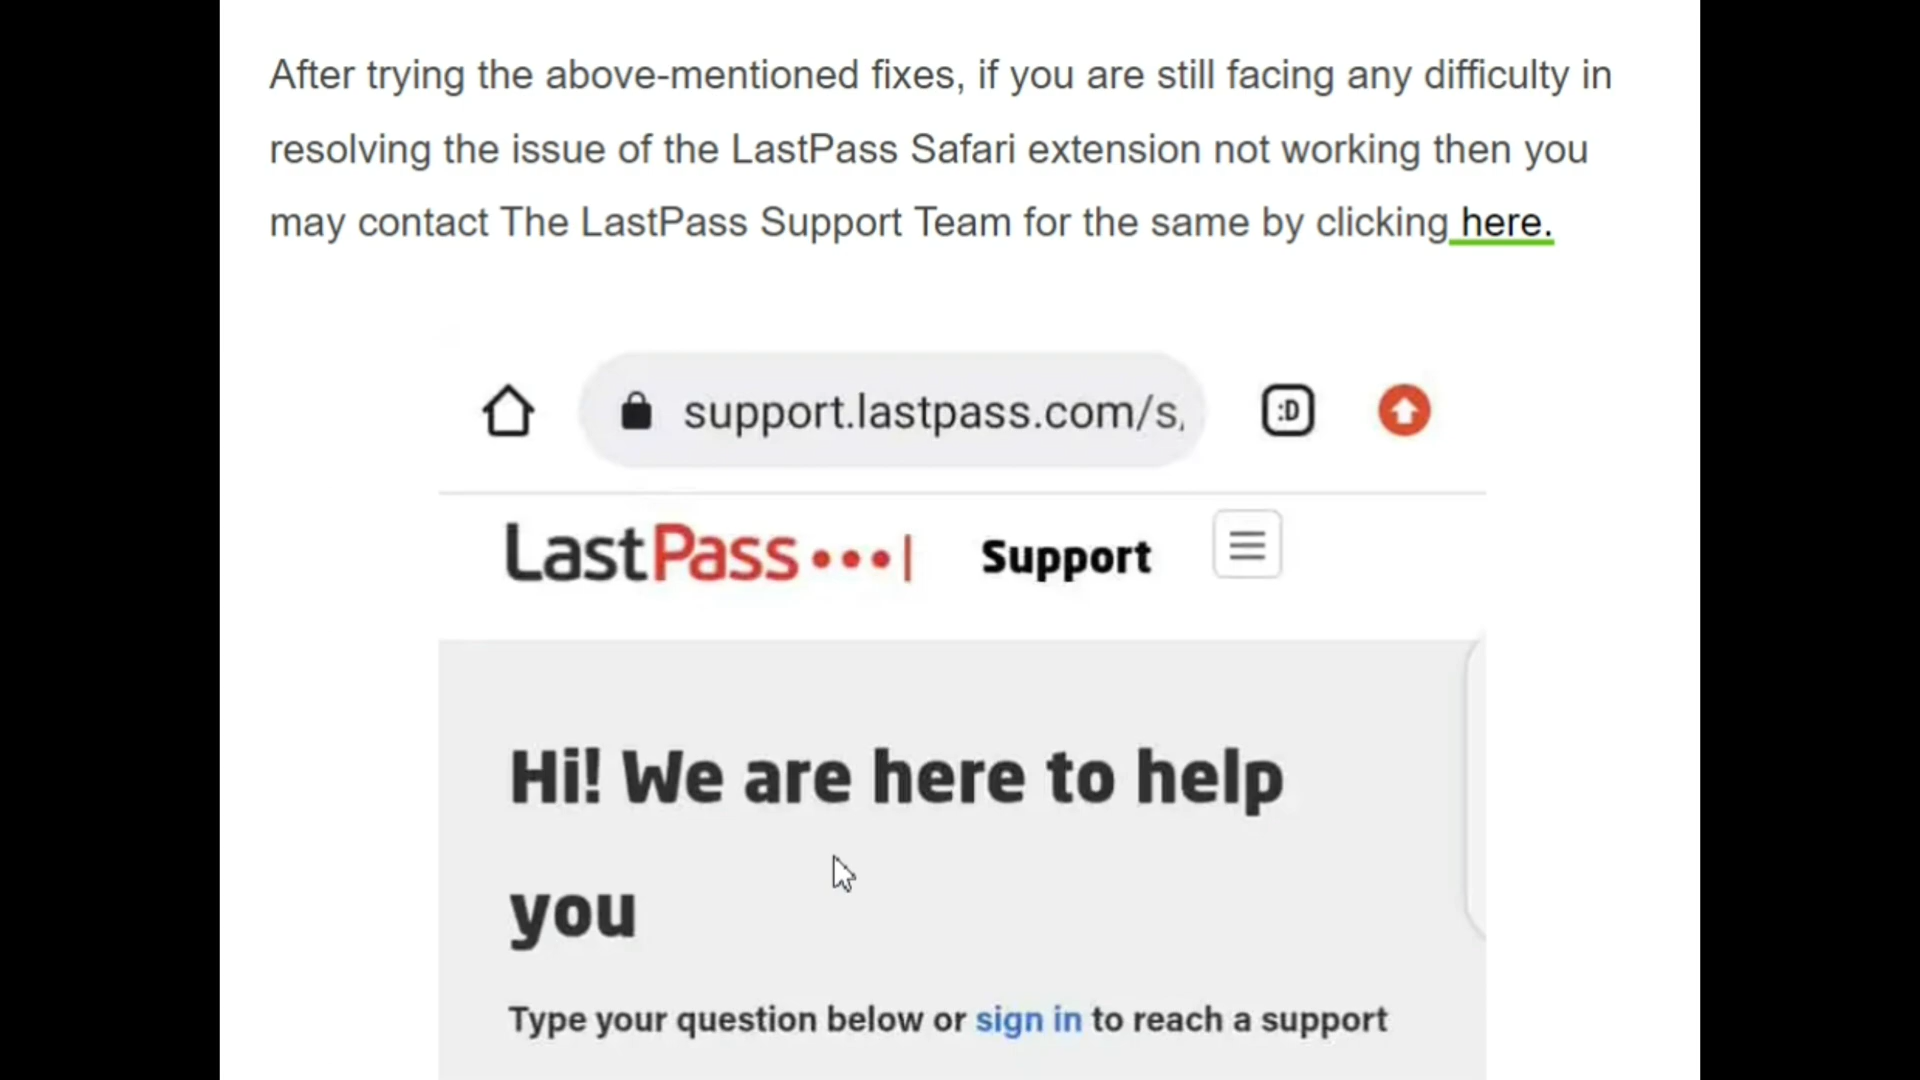 After trying the above-mentioned fixes, if you are still facing any difficulty in
resolving the issue of the LastPass Safari extension not working then you
may contact The LastPass Support Team for the same by clicking here.
support.lastpass.com/s,
:D
LastPass Support
Hi! We are here to help
you
Type your question below or sign in to reach a support